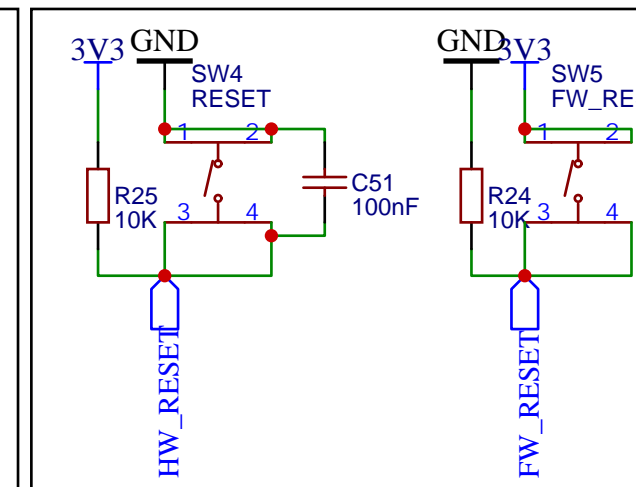 3V3
GND
SW4
RESET
1
2
R25
10K
C51
100nF
3
4
HW_RESET
GND
3V3
SW5
FW_RE
1
2
R24
10K
3
4
FW_RESET